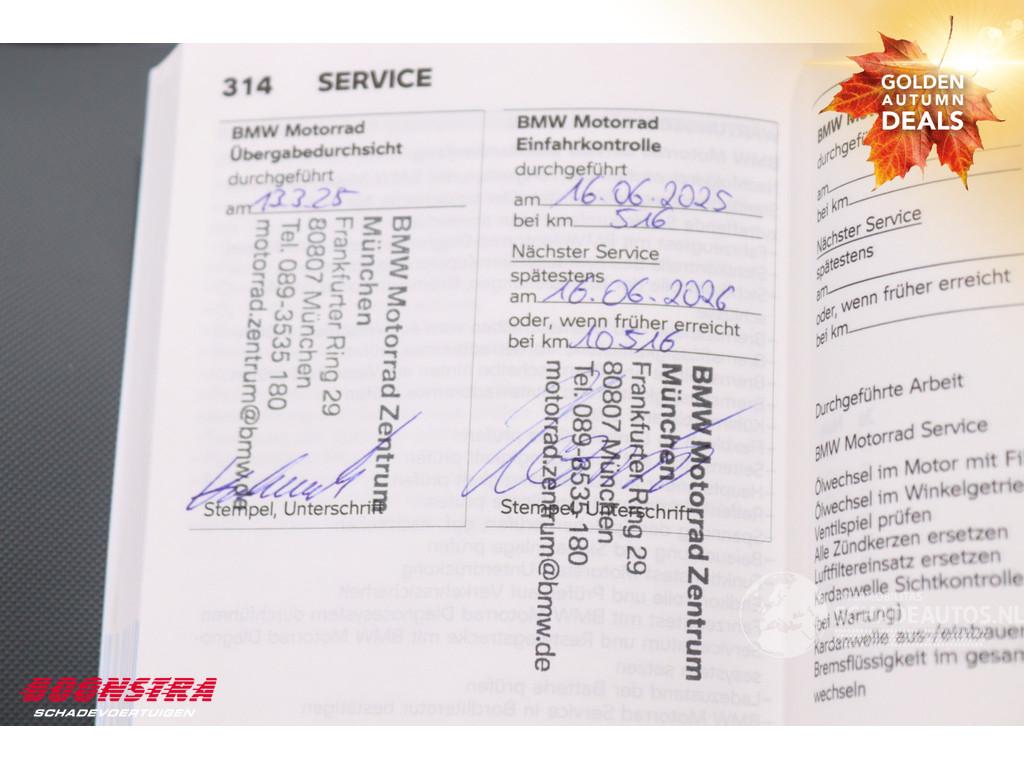 GOLDEN
AUTUMN
DEALS
314 SERVICE
BMW Motorrad
Übergabedurchsicht
durchgeführt
am 13.3.25
BMW Motorrad Zentrum
München
Frankfurter Ring 29
80807 München
Tel. 089-3535 180
motorrad.zentrum@bmw.de
Stempel, Unterschrift
BMW Motorrad
Einfahrkontrolle
durchgeführt
am 16.06.2025
bei km 516
Nächster Service
spätestens
am 16.06.2026
oder, wenn früher erreicht
bei km 10516
BMW Motorrad Zentrum
München
Frankfurter Ring 29
80807 München
Tel. 089-3535 180
motorrad.zentrum@bmw.de
Stempel, Unterschrift
BMW
am
bei km
Nächster Service
spätestens
am
oder, wenn früher erreicht
bei km
Durchgeführte Arbeit
BMW Motorrad Service
Ölwechsel im Motor mit Fi
Ölwechsel im Winkelgetrie
Ventilspiel prüfen
Alle Zündkerzen ersetzen
Luftfiltereinsatz ersetzen
Kardanwelle Sichtkontrolle
(bei Wartung)
Kardanwelle aus-/einbauen
Bremsflüssigkeit im gesam
wechseln
BOONSTRA
SCHADEVOERTUIGEN